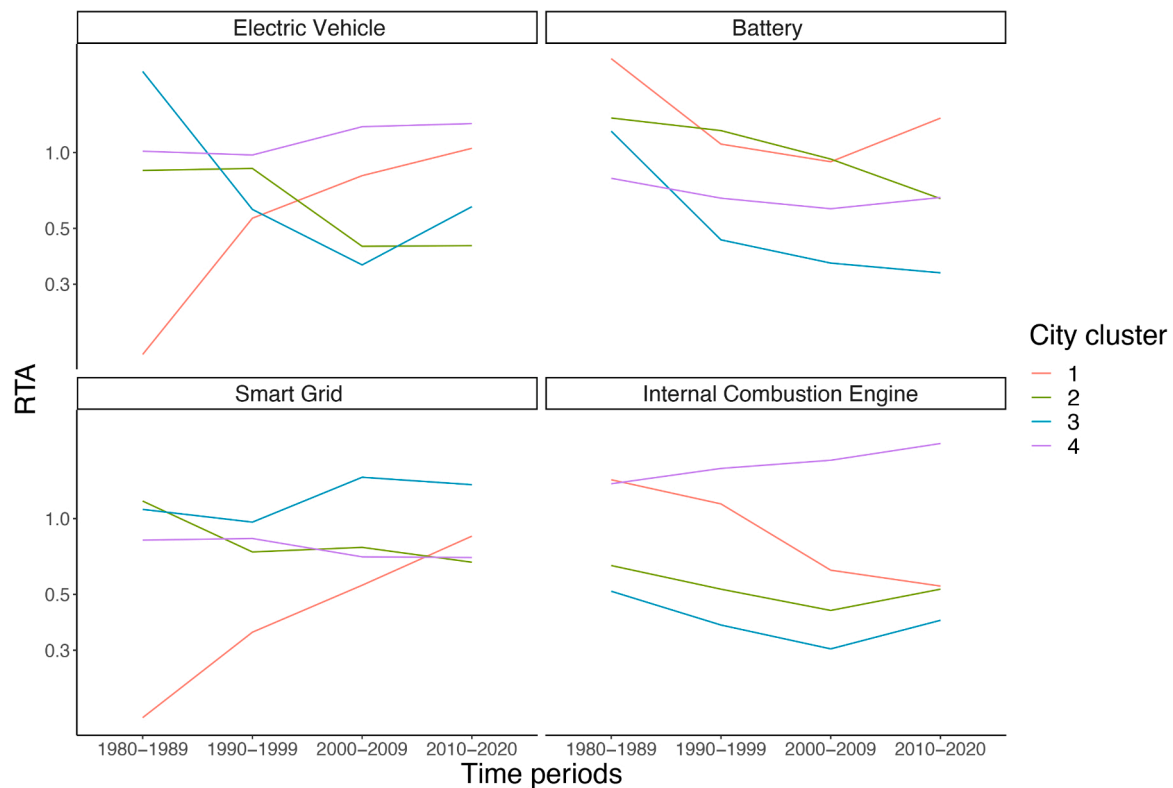 Electric Vehicle
Battery
1.0
0.5
0.3
Smart Grid
Internal Combustion Engine
1.0
0.5
0.3
RTA
1980–1989
1990–1999
2000–2009
2010–2020
1980–1989
1990–1999
2000–2009
2010–2020
Time periods
City cluster
1
2
3
4